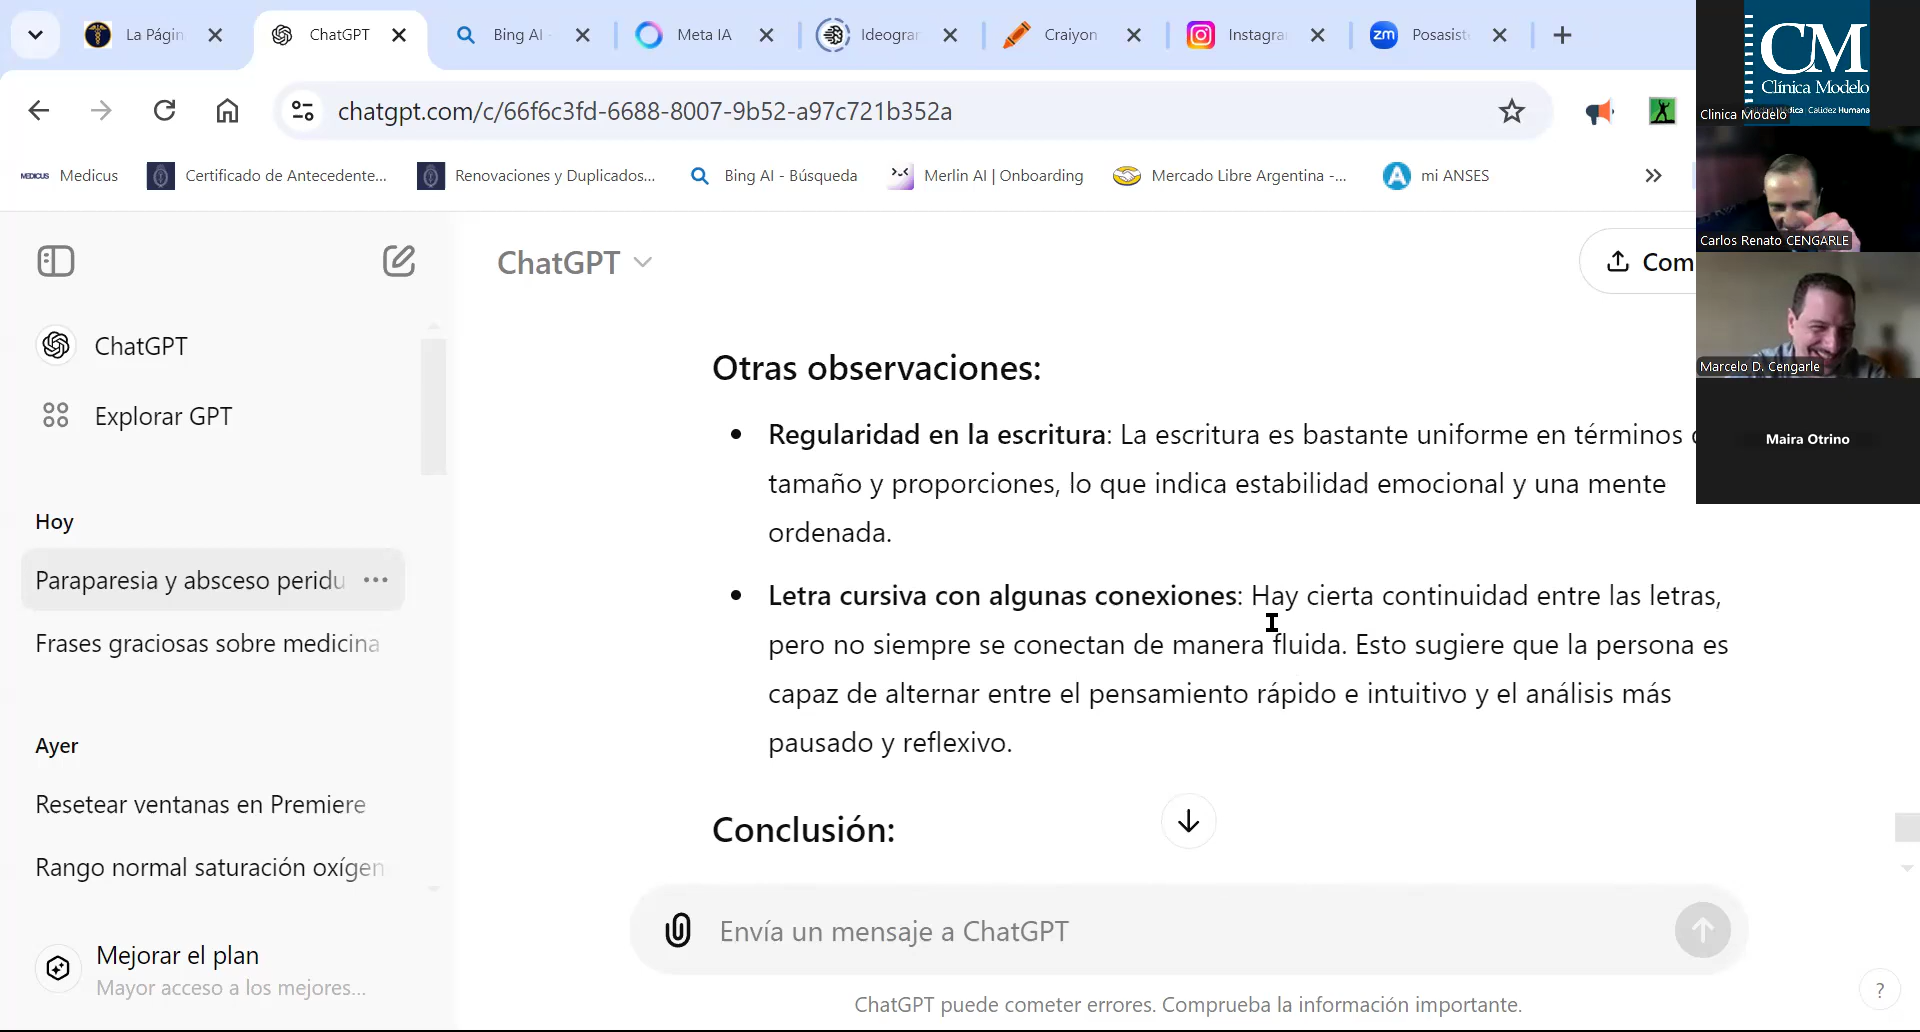 La Págin
ChatGPT
Bing AI -
Meta IA
Ideogra
Craiyon
Instagra
zm
Posasist
chatgpt.com/c/66f6c3fd-6688-8007-9b52-a97c721b352a
MEDICUS
Medicus
Certificado de Antecedente...
Renovaciones y Duplicados...
Bing AI - Búsqueda
Merlin AI | Onboarding
Mercado Libre Argentina -...
mi ANSES
ChatGPT
Explorar GPT
Hoy
Paraparesia y absceso peridu
Frases graciosas sobre medicina
Ayer
Resetear ventanas en Premiere
Rango normal saturación oxígen
Mejorar el plan
Mayor acceso a los mejores...
ChatGPT
Com
Otras observaciones:
Regularidad en la escritura: La escritura es bastante uniforme en términos
tamaño y proporciones, lo que indica estabilidad emocional y una mente
ordenada.
Letra cursiva con algunas conexiones: Hay cierta continuidad entre las letras,
pero no siempre se conectan de manera fluida. Esto sugiere que la persona es
capaz de alternar entre el pensamiento rápido e intuitivo y el análisis más
pausado y reflexivo.
Conclusión:
Envía un mensaje a ChatGPT
ChatGPT puede cometer errores. Comprueba la información importante.
?
CM
Clínica Modelo
Calidez Humana
Clinica Modelo
Carlos Renato CENGARLE
Marcelo D. Cengarle
Maira Otrino